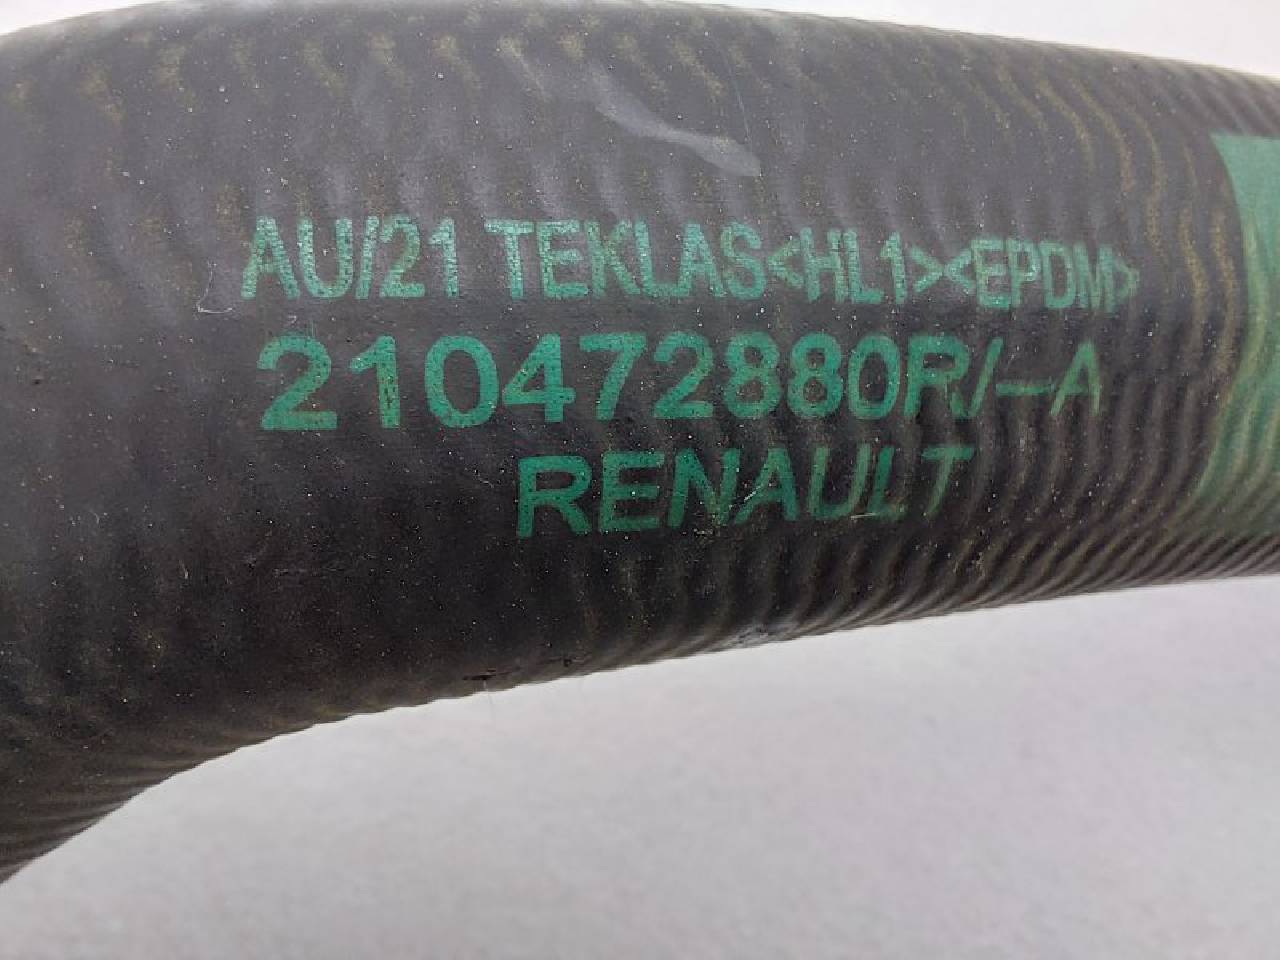 AU/21 TEKLAS<HL1><EPDM>
210472880R/-A
RENAULT